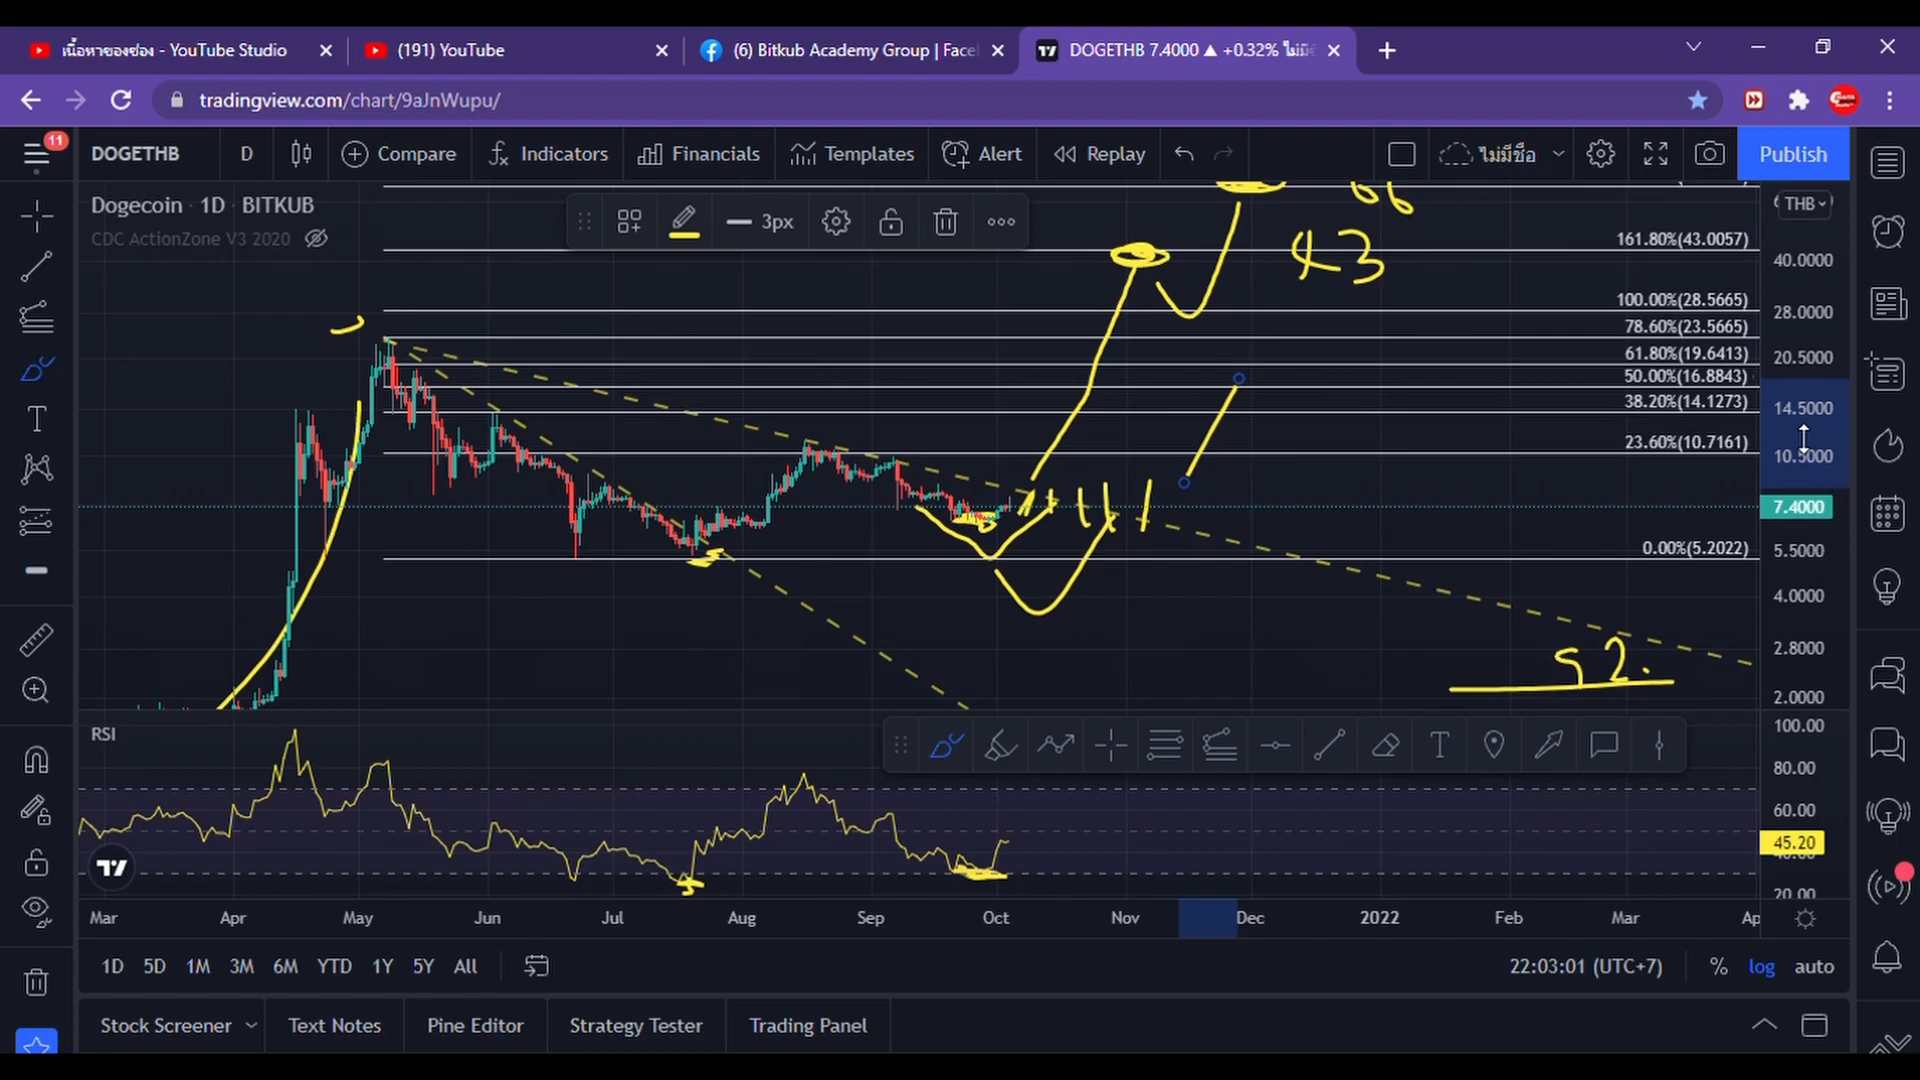 เนื้อหาของช่อง - YouTube Studio
(191) YouTube
(6) Bitkub Academy Group | Face
DOGETHB 7.4000 ▲ +0.32% ไม่มี
tradingview.com/chart/9aJnWupu/
11
DOGETHB
D
Compare
Indicators
Financials
Templates
Alert
Replay
ไม่มีชื่อ
Publish
Dogecoin · 1D · BITKUB
CDC ActionZone V3 2020
3px
THB
66
43
161.80%(43.0057)
40.0000
100.00%(28.5665)
28.0000
78.60%(23.5665)
61.80%(19.6413)
20.5000
50.00%(16.8843)
38.20%(14.1273)
14.5000
23.60%(10.7161)
7.4000
0.00%(5.2022)
5.5000
4.0000
2.8000
2.0000
RSI
100.00
80.00
60.00
45.20
20.00
Mar
Apr
May
Jun
Jul
Aug
Sep
Oct
Nov
Dec
2022
Feb
Mar
Ap
1D
5D
1M
3M
6M
YTD
1Y
5Y
All
22:03:01 (UTC+7)
%
log
auto
Stock Screener
Text Notes
Pine Editor
Strategy Tester
Trading Panel